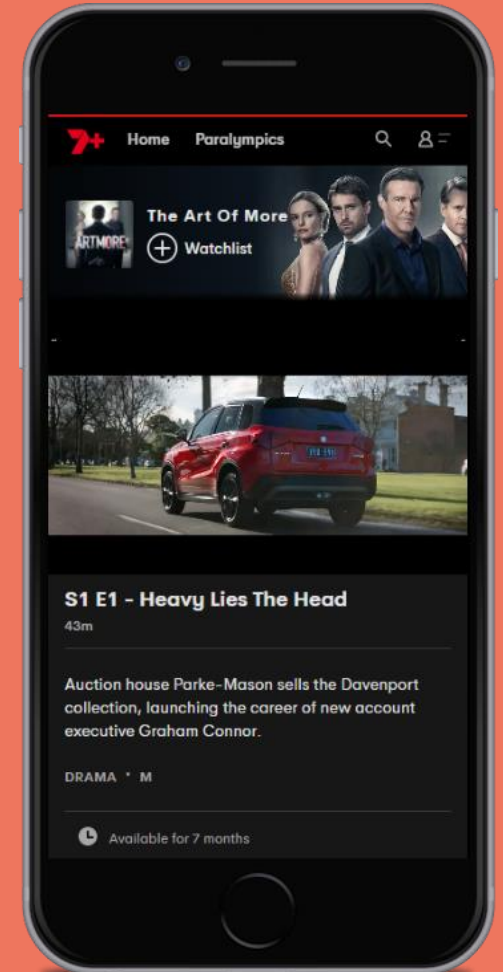 7+ Home Paralympics
The Art Of More
ARTMORE
Watchlist
S1 E1 - Heavy Lies The Head
43m
Auction house Parke-Mason sells the Davenport
collection, launching the career of new account
executive Graham Connor.
DRAMA · M
Available for 7 months